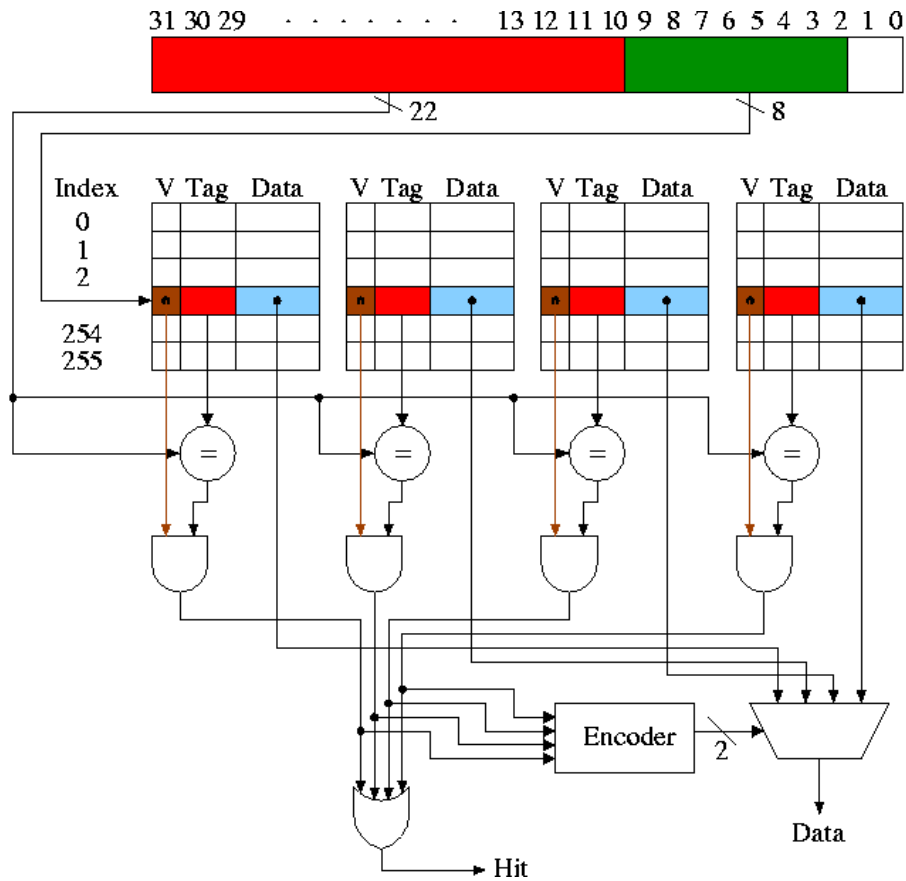 31 30 29 . . . . . . . 13 12 11 10 9 8 7 6 5 4 3 2 1 0
22 8
Index V Tag Data V Tag Data V Tag Data V Tag Data
0
1
2
254
255
= = = =
Encoder
2
Data
Hit